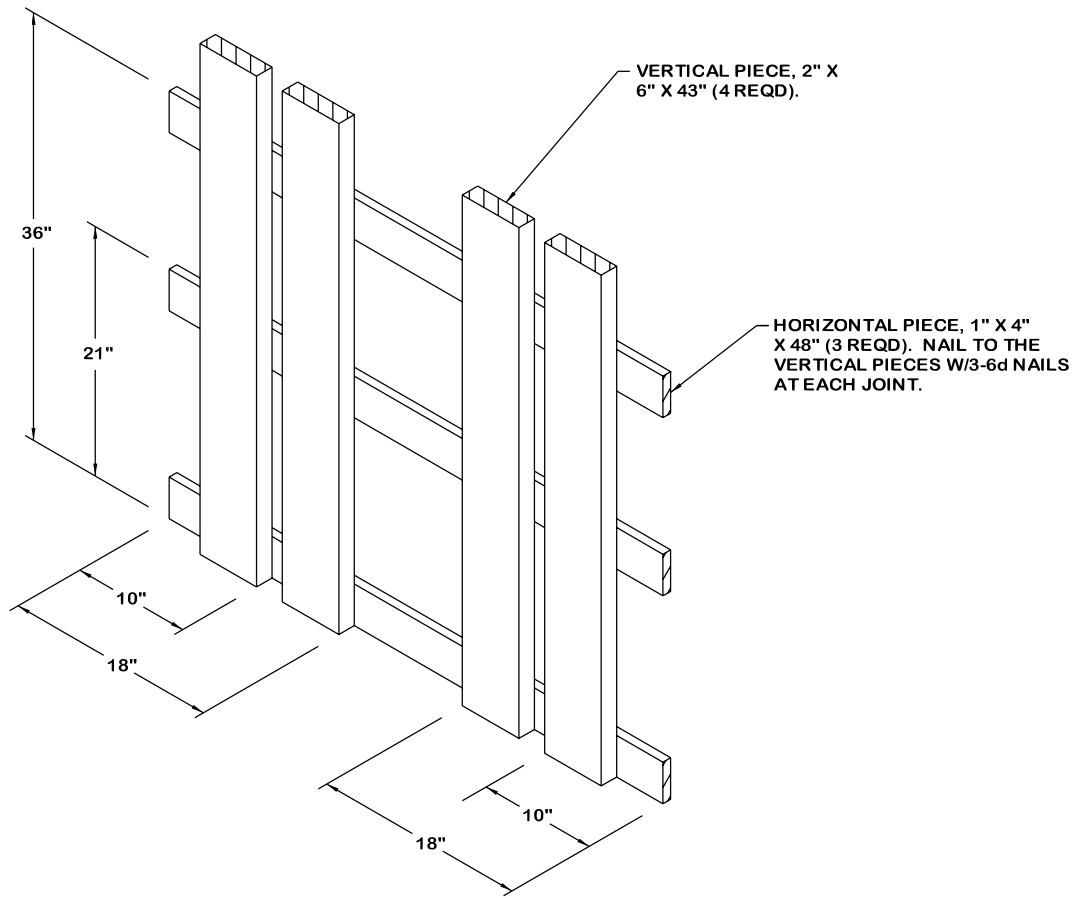 VERTICAL PIECE, 2" X
6" X 43" (4 REQD).
36"
HORIZONTAL PIECE, 1" X 4"
X 48" (3 REQD). NAIL TO THE
VERTICAL PIECES W/3-6d NAILS
AT EACH JOINT.
21"
10"
18"
10"
18"